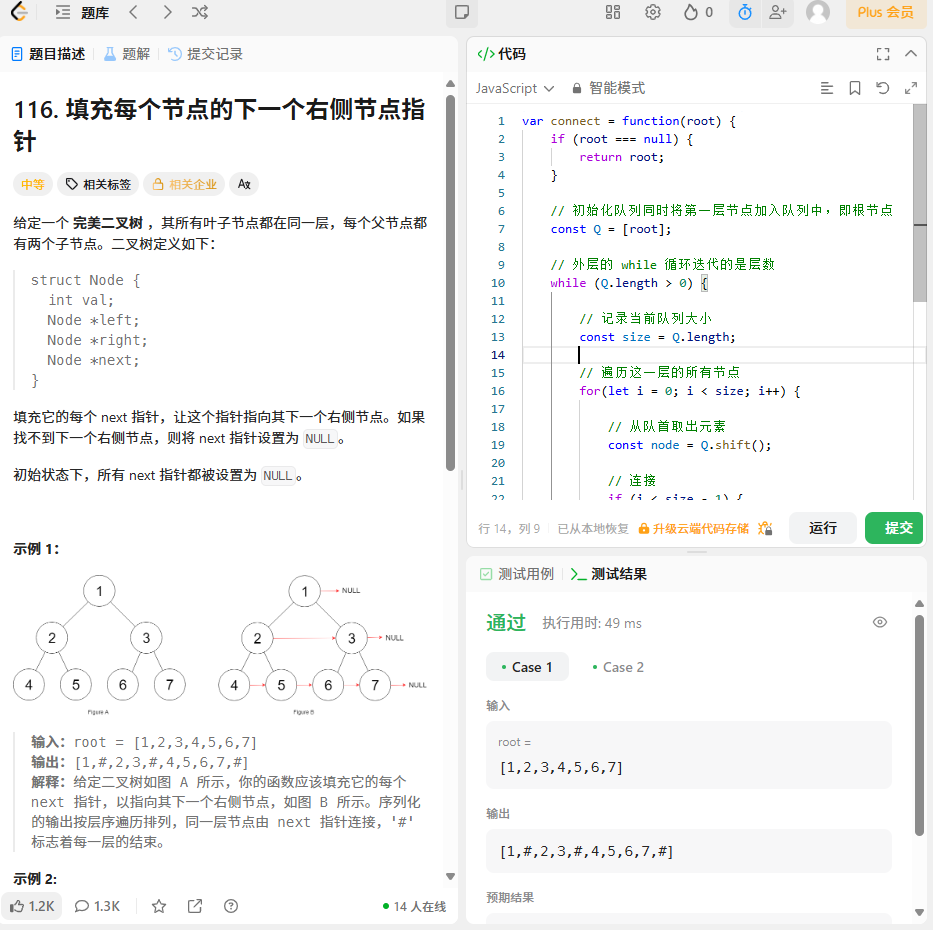 题库
0
Plus 会员
题目描述
题解
提交记录
116. 填充每个节点的下一个右侧节点指
针
中等
相关标签
相关企业
给定一个 完美二叉树 ，其所有叶子节点都在同一层，每个父节点都
有两个子节点。二叉树定义如下：
struct Node {
int val;
Node *left;
Node *right;
Node *next;
}
填充它的每个 next 指针，让这个指针指向其下一个右侧节点。如果
找不到下一个右侧节点，则将 next 指针设置为 NULL 。
初始状态下，所有 next 指针都被设置为 NULL 。
示例 1：
1
2
3
4
5
6
7
Figure A
1
NULL
2
3
NULL
4
5
6
7
NULL
Figure B
输入：root = [1,2,3,4,5,6,7]
输出：[1,#,2,3,#,4,5,6,7,#]
解释：给定二叉树如图 A 所示，你的函数应该填充它的每个
next 指针，以指向其下一个右侧节点，如图 B 所示。序列化
的输出按层序遍历排列，同一层节点由 next 指针连接，'#'
标志着每一层的结束。
示例 2:
1.2K
1.3K
14 人在线
</> 代码
JavaScript
智能模式
1 var connect = function(root) {
2 if (root === null) {
3 return root;
4 }
5
6 // 初始化队列同时将第一层节点加入队列中，即根节点
7 const Q = [root];
8
9 // 外层的 while 循环迭代的是层数
10 while (Q.length > 0) {
11
12 // 记录当前队列大小
13 const size = Q.length;
14
15 // 遍历这一层的所有节点
16 for(let i = 0; i < size; i++) {
17
18 // 从队首取出元素
19 const node = Q.shift();
20
21 // 连接
22 if (i < size - 1) {
行 14，列 9
已从本地恢复
升级云端代码存储
运行
提交
测试用例
测试结果
通过
执行用时: 49 ms
Case 1
Case 2
输入
root =
[1,2,3,4,5,6,7]
输出
[1,#,2,3,#,4,5,6,7,#]
预期结果